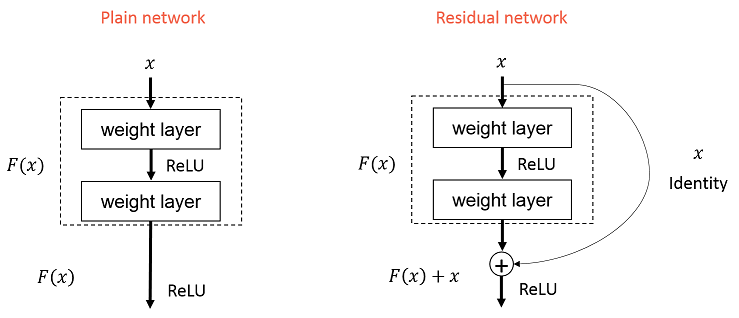 Plain network
x
weight layer
ReLU
F(x)
weight layer
F(x)
ReLU
Residual network
x
weight layer
ReLU
F(x)
weight layer
x
Identity
+
F(x) + x
ReLU